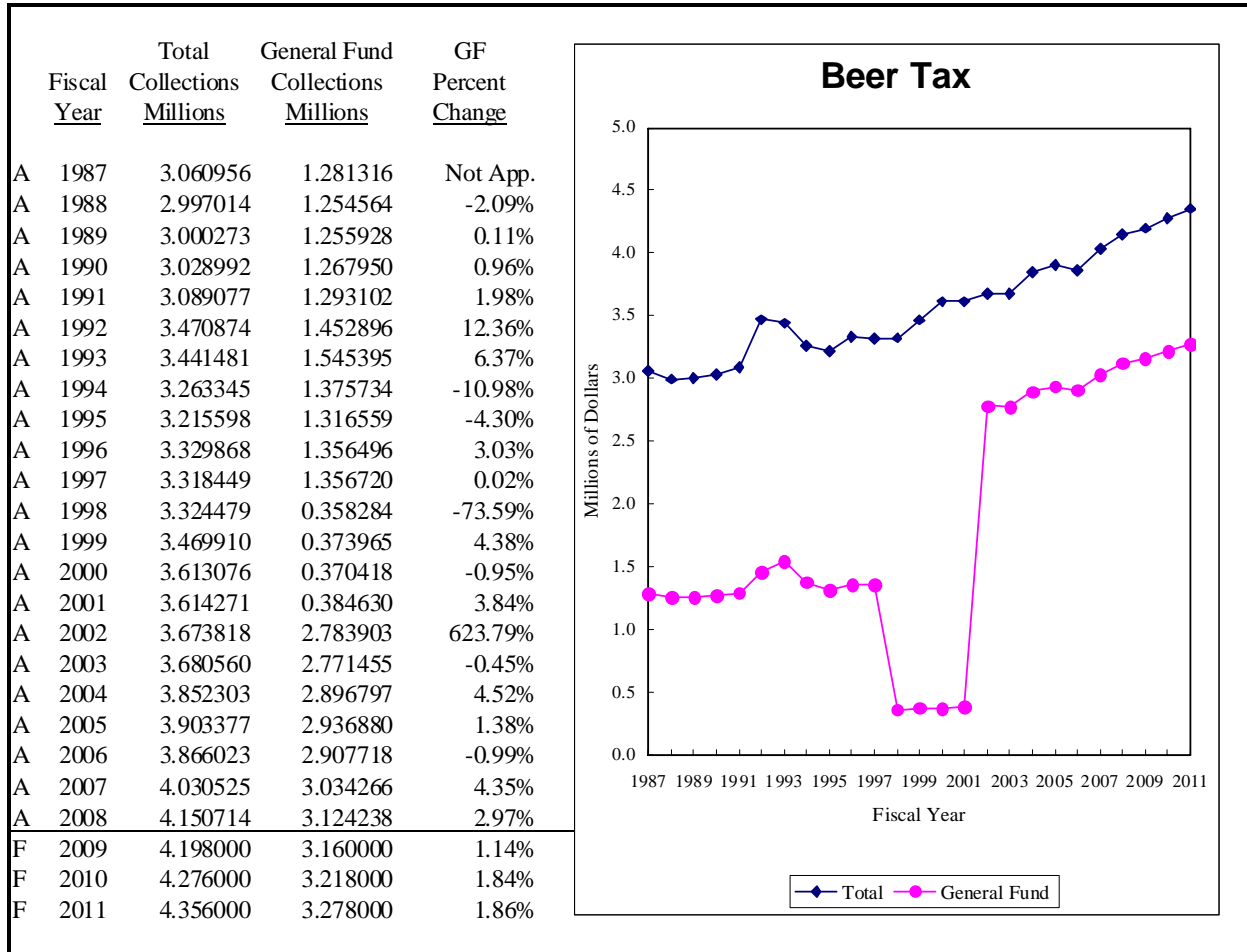 Total General Fund GF
Fiscal Collections Collections Percent
Year Millions Millions Change
A 1987 3.060956 1.281316 Not App.
A 1988 2.997014 1.254564 -2.09%
A 1989 3.000273 1.255928 0.11%
A 1990 3.028992 1.267950 0.96%
A 1991 3.089077 1.293102 1.98%
A 1992 3.470874 1.452896 12.36%
A 1993 3.441481 1.545395 6.37%
A 1994 3.263345 1.375734 -10.98%
A 1995 3.215598 1.316559 -4.30%
A 1996 3.329868 1.356496 3.03%
A 1997 3.318449 1.356720 0.02%
A 1998 3.324479 0.358284 -73.59%
A 1999 3.469910 0.373965 4.38%
A 2000 3.613076 0.370418 -0.95%
A 2001 3.614271 0.384630 3.84%
A 2002 3.673818 2.783903 623.79%
A 2003 3.680560 2.771455 -0.45%
A 2004 3.852303 2.896797 4.52%
A 2005 3.903377 2.936880 1.38%
A 2006 3.866023 2.907718 -0.99%
A 2007 4.030525 3.034266 4.35%
A 2008 4.150714 3.124238 2.97%
F 2009 4.198000 3.160000 1.14%
F 2010 4.276000 3.218000 1.84%
F 2011 4.356000 3.278000 1.86%
Beer Tax
5.0
4.5
4.0
3.5
3.0
2.5
2.0
1.5
1.0
0.5
0.0
Millions of Dollars
1987 1989 1991 1993 1995 1997 1999 2001 2003 2005 2007 2009 2011
Fiscal Year
Total General Fund